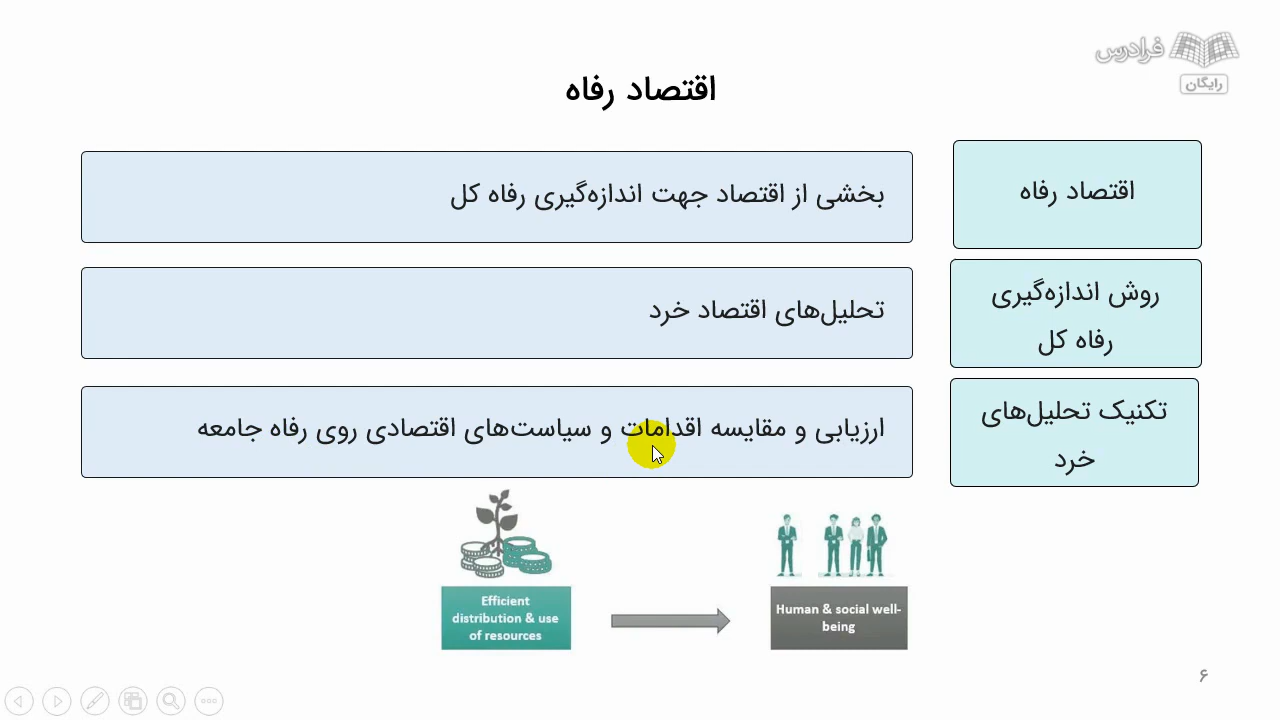 فرادرس
رایگان
اقتصاد رفاه
اقتصاد رفاه
بخشی از اقتصاد جهت اندازه‌گیری رفاه کل
روش اندازه‌گیری
رفاه کل
تحلیل‌های اقتصاد خرد
تکنیک تحلیل‌های
خرد
ارزیابی و مقایسه اقدامات و سیاست‌های اقتصادی روی رفاه جامعه
Efficient
distribution & use
of resources
Human & social well-
being
۶